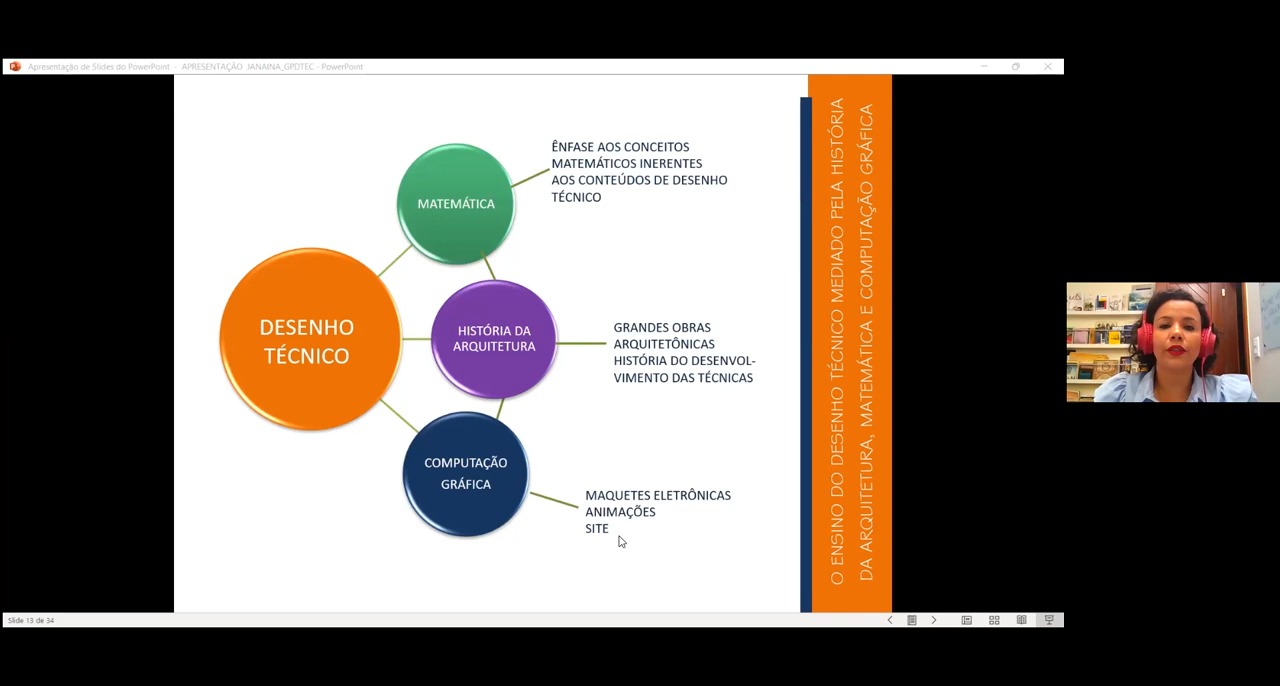 Apresentação de Slides do PowerPoint - APRESENTAÇÃO JANAINA_GPDTEC - PowerPoint
MATEMÁTICA
ÊNFASE AOS CONCEITOS
MATEMÁTICOS INERENTES
AOS CONTEÚDOS DE DESENHO
TÉCNICO
DESENHO
TÉCNICO
HISTÓRIA DA
ARQUITETURA
GRANDES OBRAS
ARQUITETÔNICAS
HISTÓRIA DO DESENVOL-
VIMENTO DAS TÉCNICAS
COMPUTAÇÃO
GRÁFICA
MAQUETES ELETRÔNICAS
ANIMAÇÕES
SITE
O ENSINO DO DESENHO TÉCNICO MEDIADO PELA HISTÓRIA
DA ARQUITETURA, MATEMÁTICA E COMPUTAÇÃO GRÁFICA
Slide 13 de 34